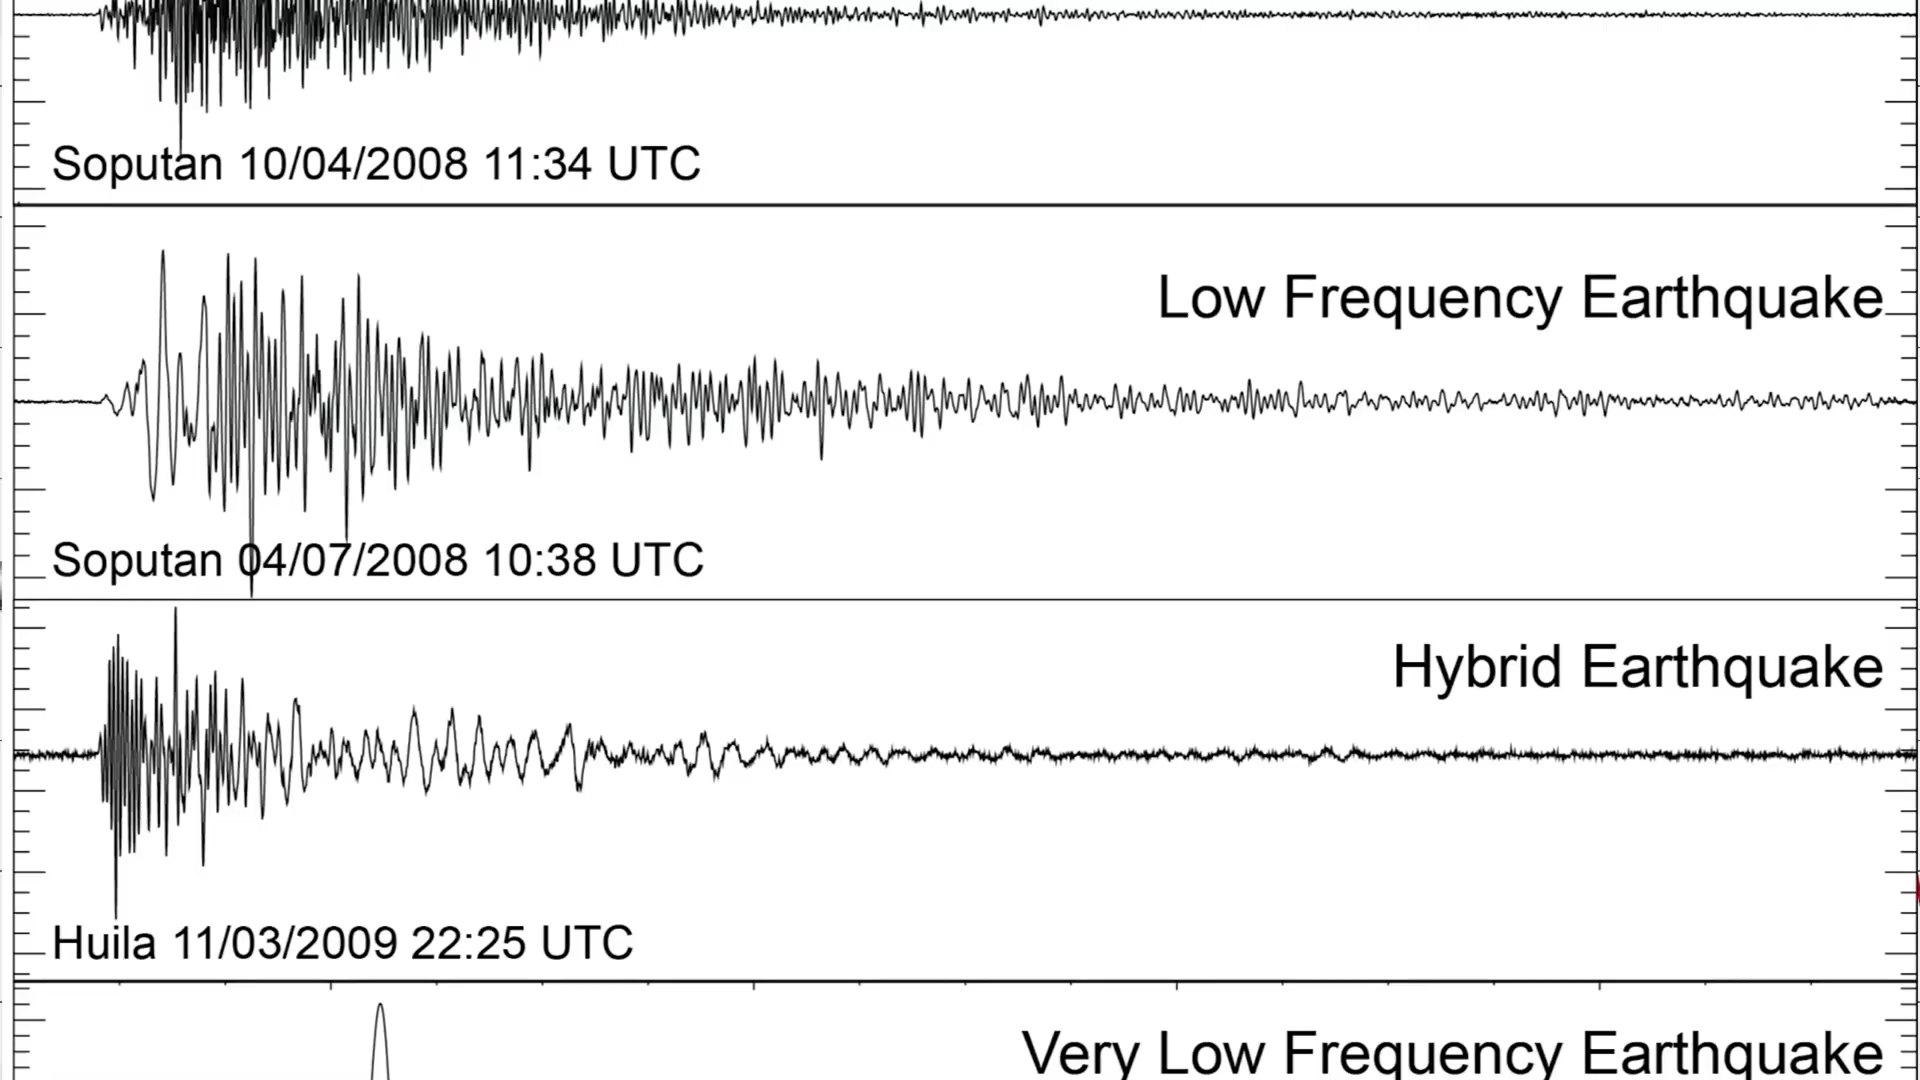 Soputan 10/04/2008 11:34 UTC
Low Frequency Earthquake
Soputan 04/07/2008 10:38 UTC
Hybrid Earthquake
Huila 11/03/2009 22:25 UTC
Very Low Frequency Earthquake